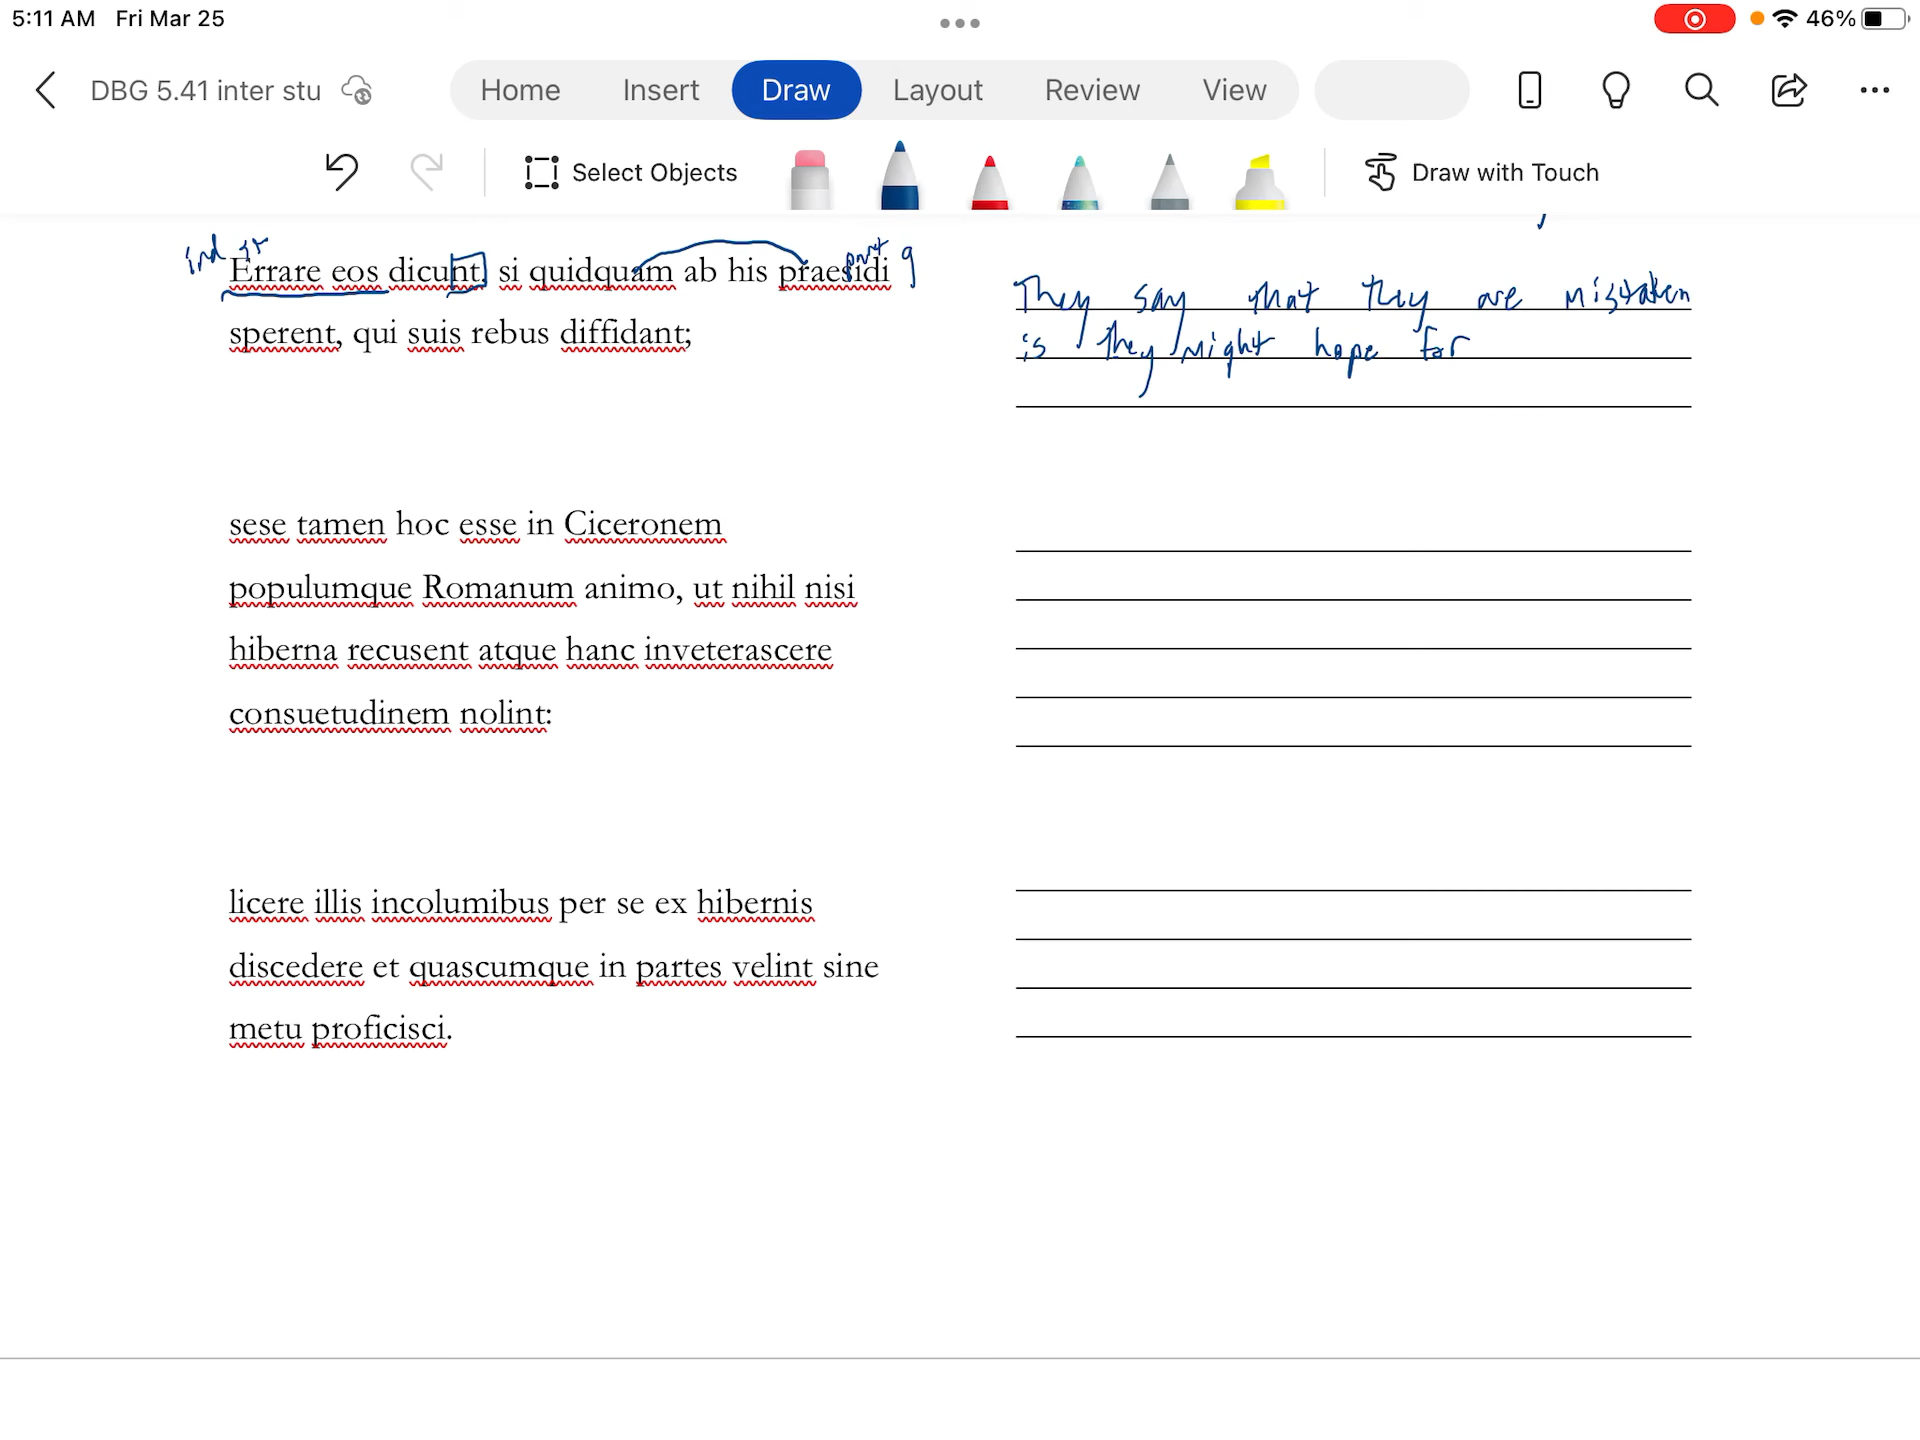 5:11 AM Fri Mar 25
46%
DBG 5.41 inter stu
Home Insert Draw Layout Review View
Select Objects
Draw with Touch
ind st
part g
Errare eos dicunt, si quidquam ab his praesidi
sperent, qui suis rebus diffidant;
They say that they are mistaken
is they might hope for
sese tamen hoc esse in Ciceronem
populumque Romanum animo, ut nihil nisi
hiberna recusent atque hanc inveterascere
consuetudinem nolint:
licere illis incolumibus per se ex hibernis
discedere et quascumque in partes velint sine
metu proficisci.